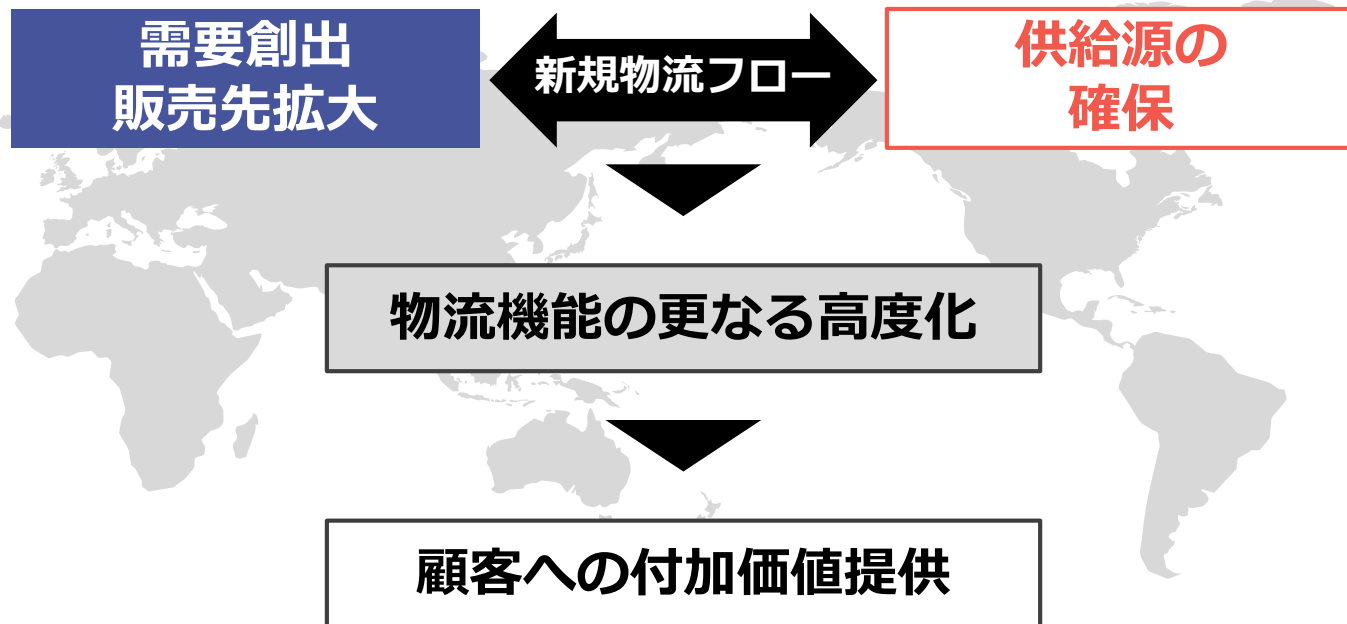 需要創出
販売先拡大
新規物流フロー
供給源の
確保
物流機能の更なる高度化
顧客への付加価値提供